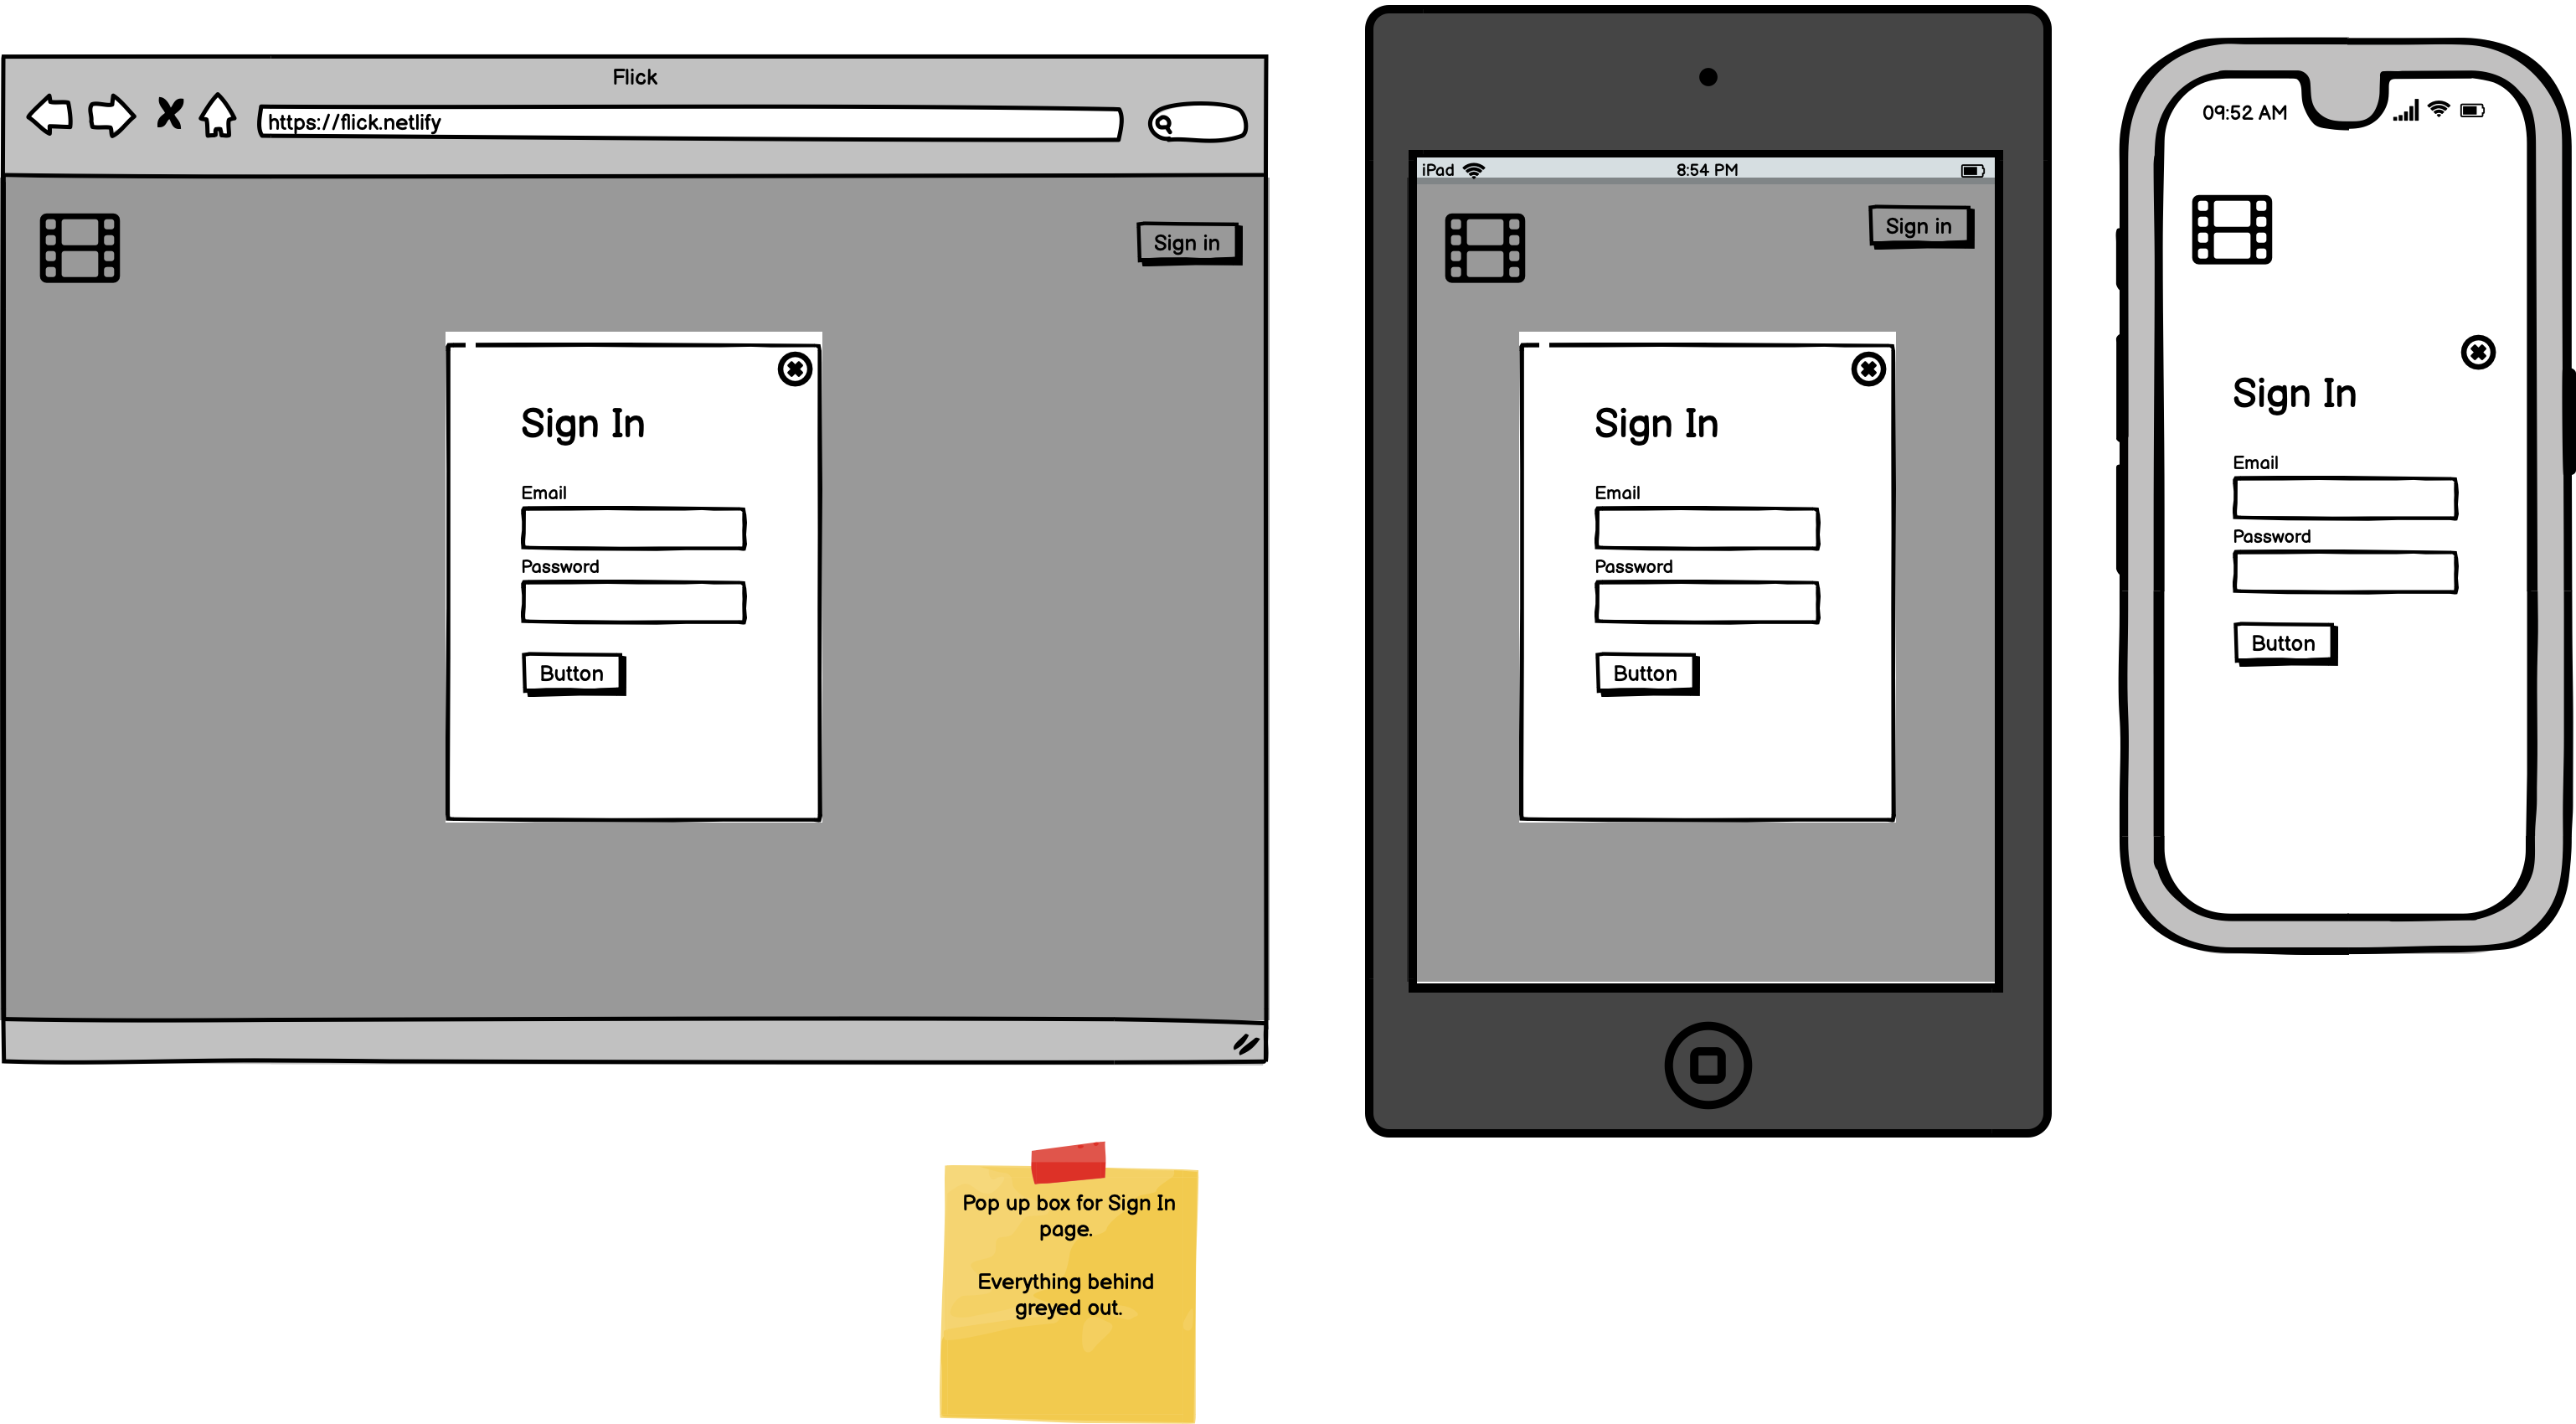 Flick
https://flick.netlify
Sign in
Sign In
Email
Password
Button
iPad
8:54 PM
Sign in
Sign In
Email
Password
Button
09:52 AM
Sign In
Email
Password
Button
Pop up box for Sign In
page.
Everything behind
greyed out.